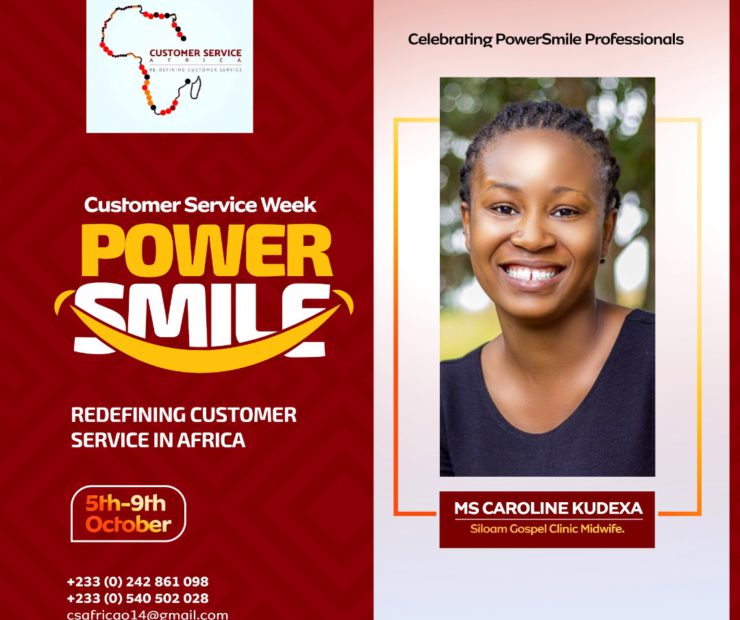 CUSTOMER SERVICE
AFRICA
RE-DEFINING CUSTOMER SERVICE
Customer Service Week
POWER
SMILE
REDEFINING CUSTOMER
SERVICE IN AFRICA
5th-9th
October
+233 (0) 242 861 098
+233 (0) 540 502 028
csafricao14@gmail.com
Celebrating PowerSmile Professionals
MS CAROLINE KUDEXA
Siloam Gospel Clinic Midwife.